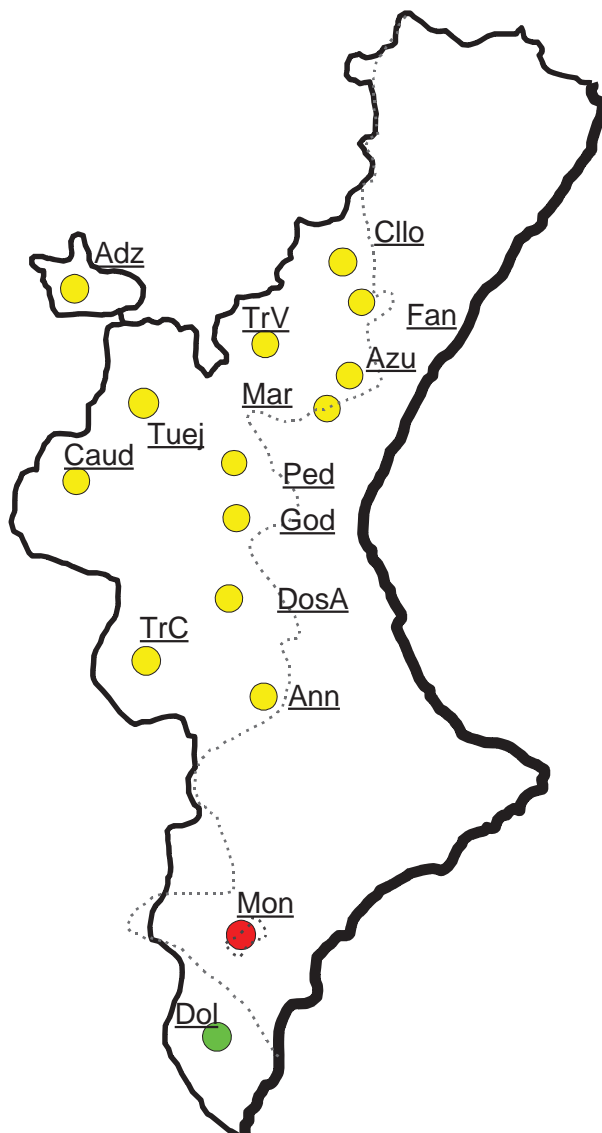 Cllo
Adz
Fan
TrV
Azu
Mar
Tuej
Caud
Ped
God
DosA
TrC
Ann
Mon
Dol